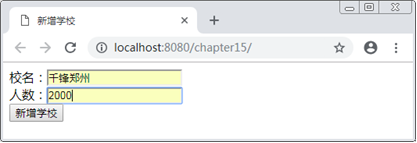 新增学校
localhost:8080/chapter15/
校名：千锋郑州
人数：2000
新增学校